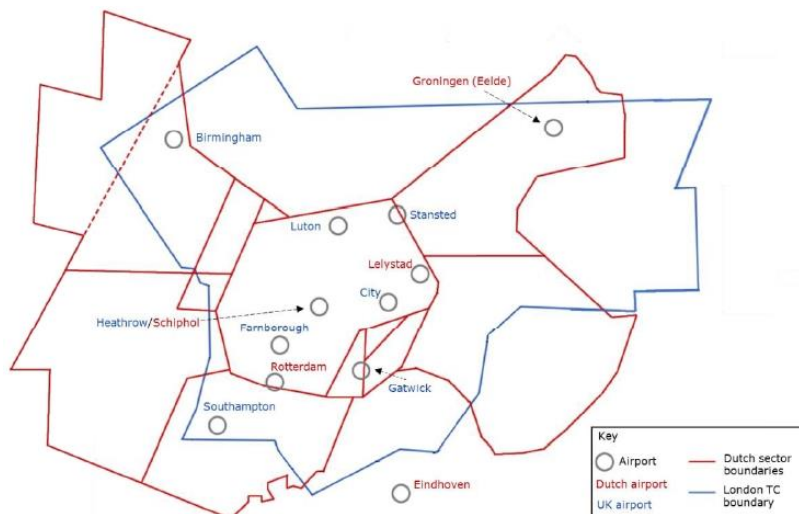 Groningen (Eelde)
Birmingham
Luton
Stansted
Lelystad
City
Heathrow/Schiphol
Farnborough
Rotterdam
Gatwick
Southampton
Eindhoven
Key
Airport
Dutch airport
UK airport
Dutch sector
boundaries
London TC
boundary